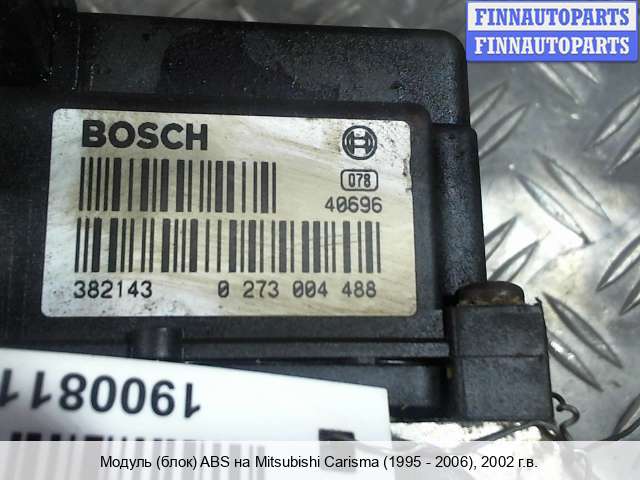 FINNAUTOPARTS
FINNAUTOPARTS
BOSCH
078
40696
382143 0 273 004 488
1900811
Модуль (блок) ABS на Mitsubishi Carisma (1995 - 2006), 2002 г.в.